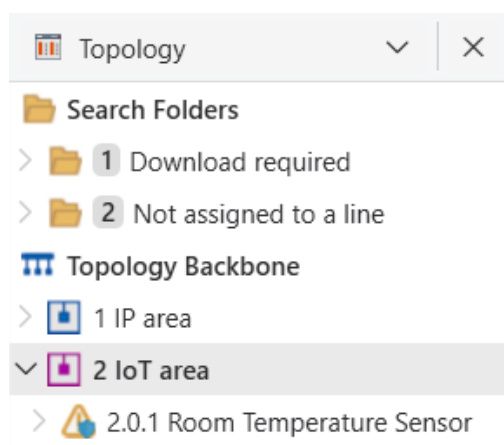 Topology
Search Folders
1 Download required
2 Not assigned to a line
Topology Backbone
1 IP area
2 IoT area
2.0.1 Room Temperature Sensor